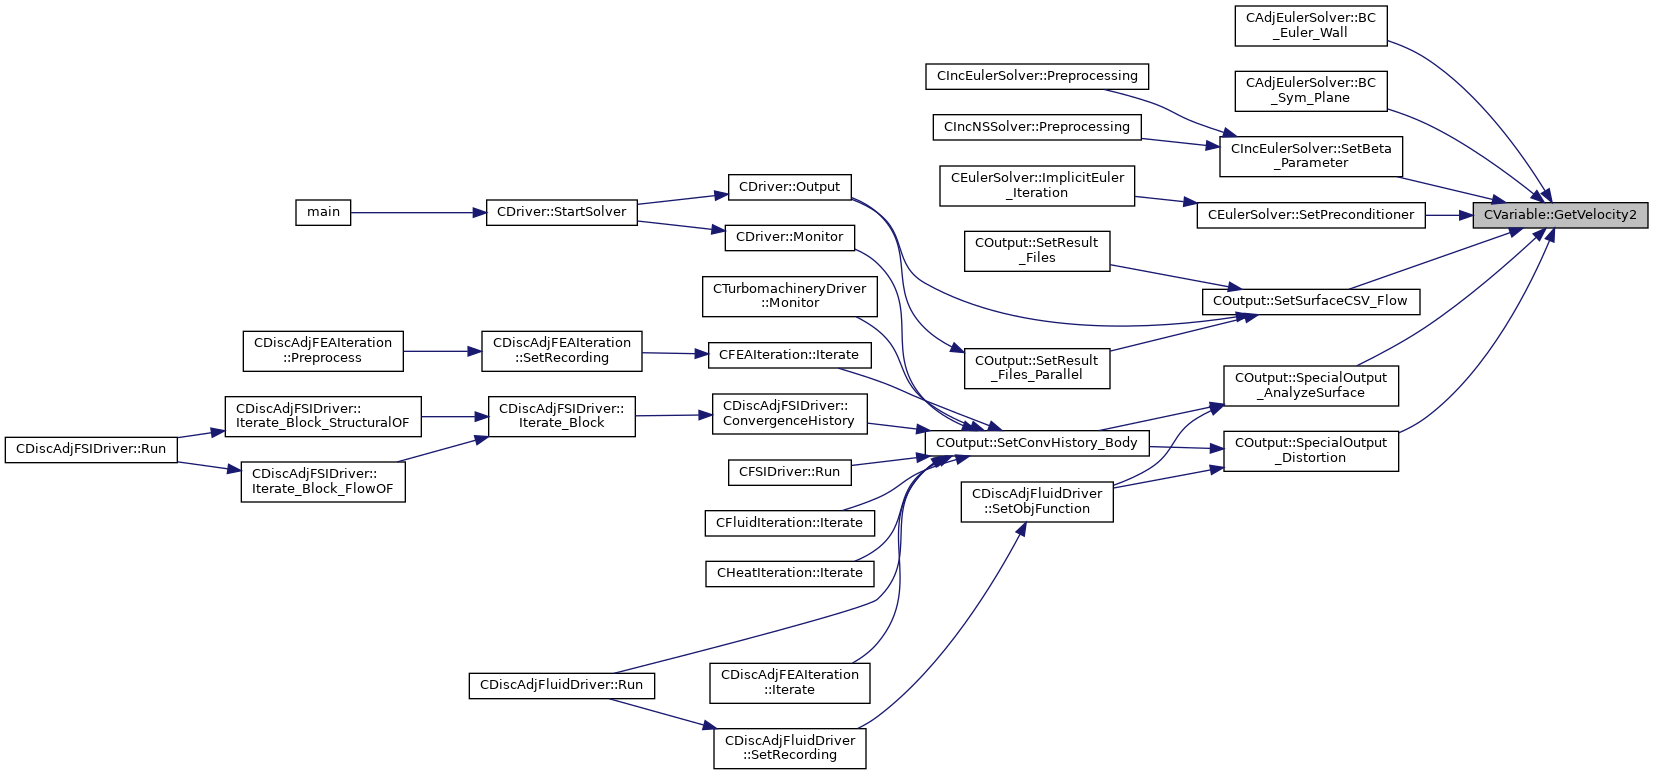 CAdjEulerSolver::BC
_Euler_Wall
CIncEulerSolver::Preprocessing
CAdjEulerSolver::BC
_Sym_Plane
CIncNSSolver::Preprocessing
CIncEulerSolver::SetBeta
_Parameter
CEulerSolver::ImplicitEuler
_Iteration
CDriver::Output
main
CDriver::StartSolver
CEulerSolver::SetPreconditioner
CVariable::GetVelocity2
CDriver::Monitor
COutput::SetResult
_Files
CTurbomachineryDriver
::Monitor
COutput::SetSurfaceCSV_Flow
CDiscAdjFEAIteration
::Preprocess
CDiscAdjFEAIteration
::SetRecording
CFEAIteration::Iterate
COutput::SetResult
_Files_Parallel
COutput::SpecialOutput
_AnalyzeSurface
CDiscAdjFSIDriver::
Iterate_Block_StructuralOF
CDiscAdjFSIDriver::
Iterate_Block
CDiscAdjFSIDriver::
ConvergenceHistory
COutput::SetConvHistory_Body
COutput::SpecialOutput
_Distortion
CDiscAdjFSIDriver::Run
CDiscAdjFSIDriver::
Iterate_Block_FlowOF
CFSIDriver::Run
CDiscAdjFluidDriver
::SetObjFunction
CFluidIteration::Iterate
CHeatIteration::Iterate
CDiscAdjFluidDriver::Run
CDiscAdjFEAIteration
::Iterate
CDiscAdjFluidDriver
::SetRecording